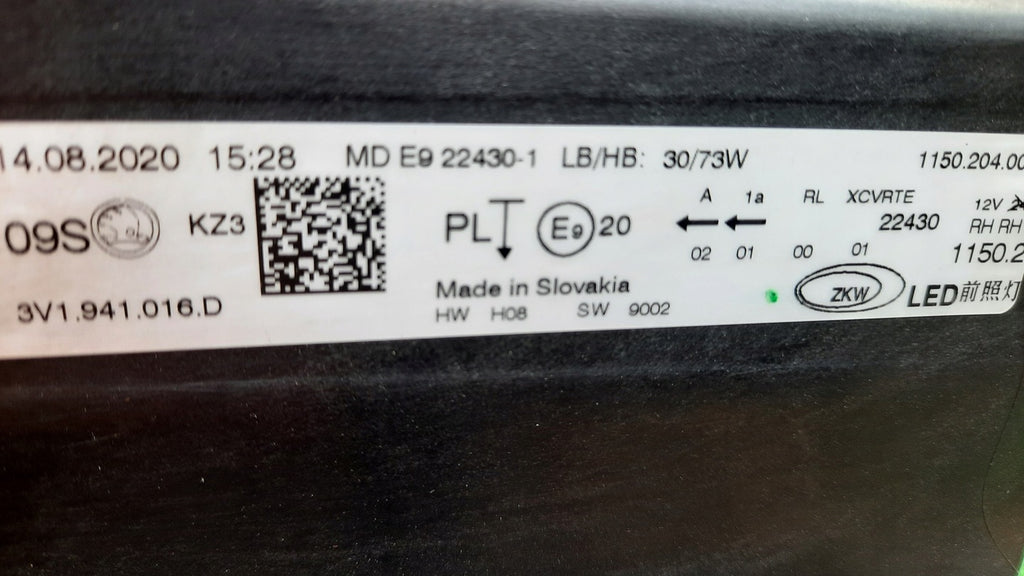 14.08.2020 15:28 MD E9 22430-1 LB/HB: 30/73W 1150.204.00
09S KZ3 PL E9 20 A 1a RL XCVRTE 12V
22430 RH RH
02 01 00 01 1150.2
Made in Slovakia
3V1.941.016.D HW H08 SW 9002 ZKW LED前照灯